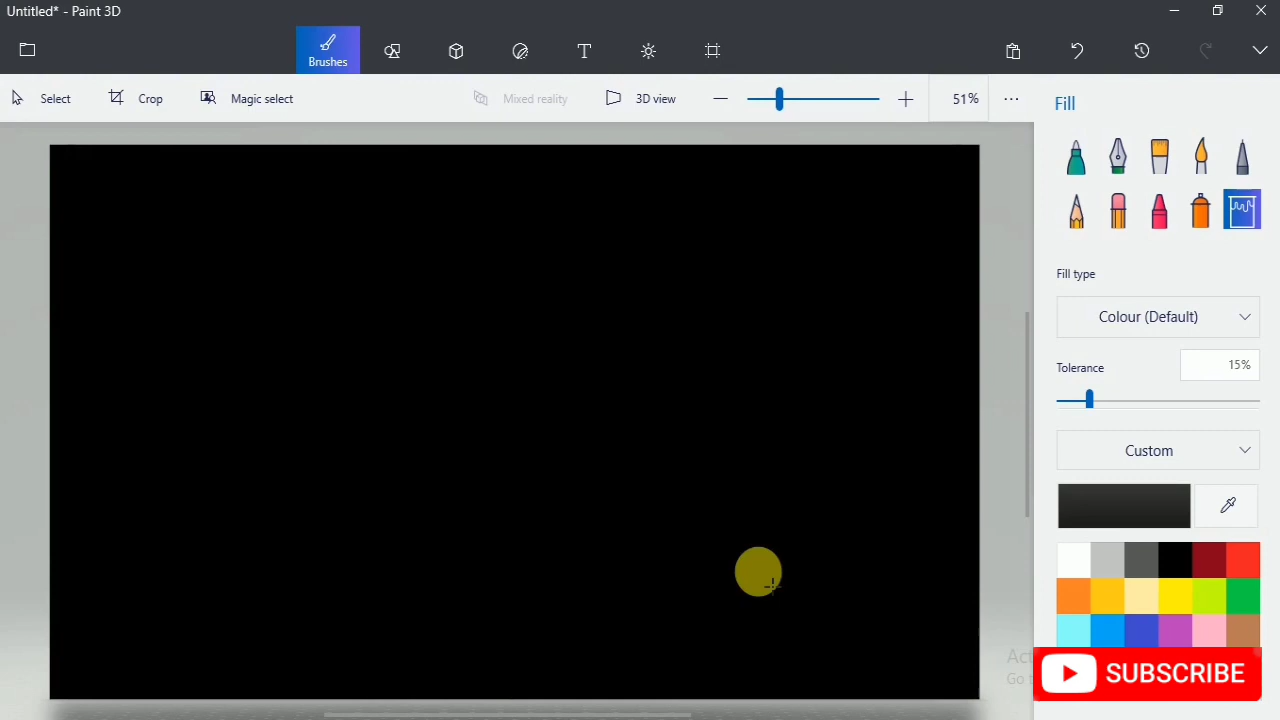 Untitled* - Paint 3D
Brushes
Select
Crop
Magic select
Mixed reality
3D view
51%
Fill
Fill type
Colour (Default)
Tolerance
15%
Custom
SUBSCRIBE